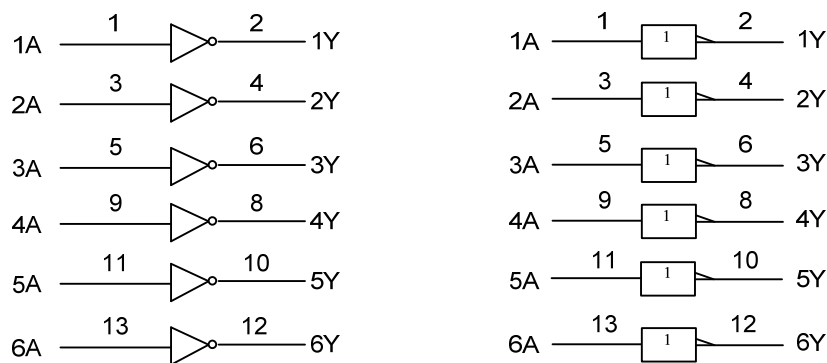 1A 1 2 1Y 1A 1 1 2 1Y
2A 3 4 2Y 2A 3 1 4 2Y
3A 5 6 3Y 3A 5 1 6 3Y
4A 9 8 4Y 4A 9 1 8 4Y
5A 11 10 5Y 5A 11 1 10 5Y
6A 13 12 6Y 6A 13 1 12 6Y